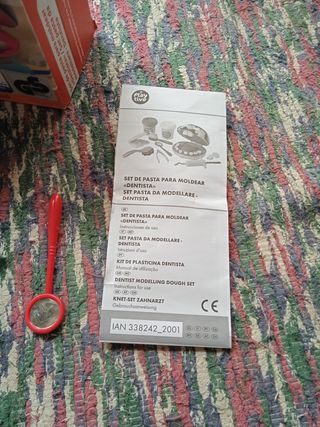 Play
tive
SET DE PASTA PARA MOLDEAR
«DENTISTA»
SET PASTA DA MODELLARE -
DENTISTA
ES
SET DE PASTA PARA MOLDEAR
«DENTISTA»
Instrucciones de uso
SET PASTA DA MODELLARE -
DENTISTA
Istruzioni d'uso
PT
KIT DE PLASTICINA DENTISTA
Manual de utilização
DENTIST MODELLING DOUGH SET
Instructions for use
KNET-SET ZAHNARZT
Gebrauchsanweisung
CE
IAN 338242_2001